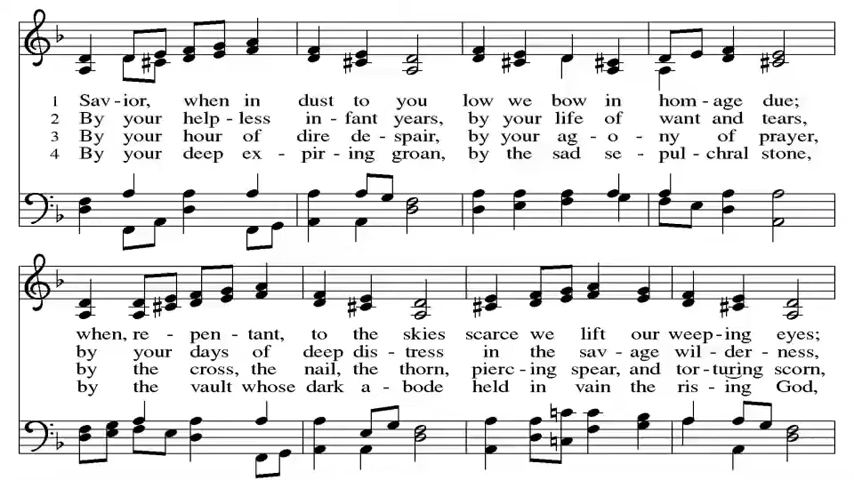 1 Sav-ior, when in dust to you low we bow in hom-age due;
2 By your help-less in-fant years, by your life of want and tears,
3 By your hour of dire de-spair, by your ag-o-ny of prayer,
4 By your deep ex-pir-ing groan, by the sad se-pul-chral stone,
when, re-pen-tant, to the skies scarce we lift our weep-ing eyes;
by your days of deep dis-tress in the sav-age wil-der-ness,
by the cross, the nail, the thorn, pierc-ing spear, and tor-turing scorn,
by the vault whose dark a-bode held in vain the ris-ing God,